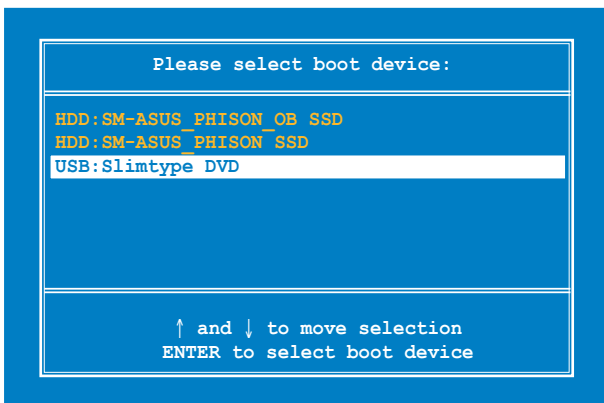 Please select boot device:
HDD:SM-ASUS_PHISON_OB SSD
HDD:SM-ASUS_PHISON SSD
USB:Slimtype DVD
↑ and ↓ to move selection
ENTER to select boot device